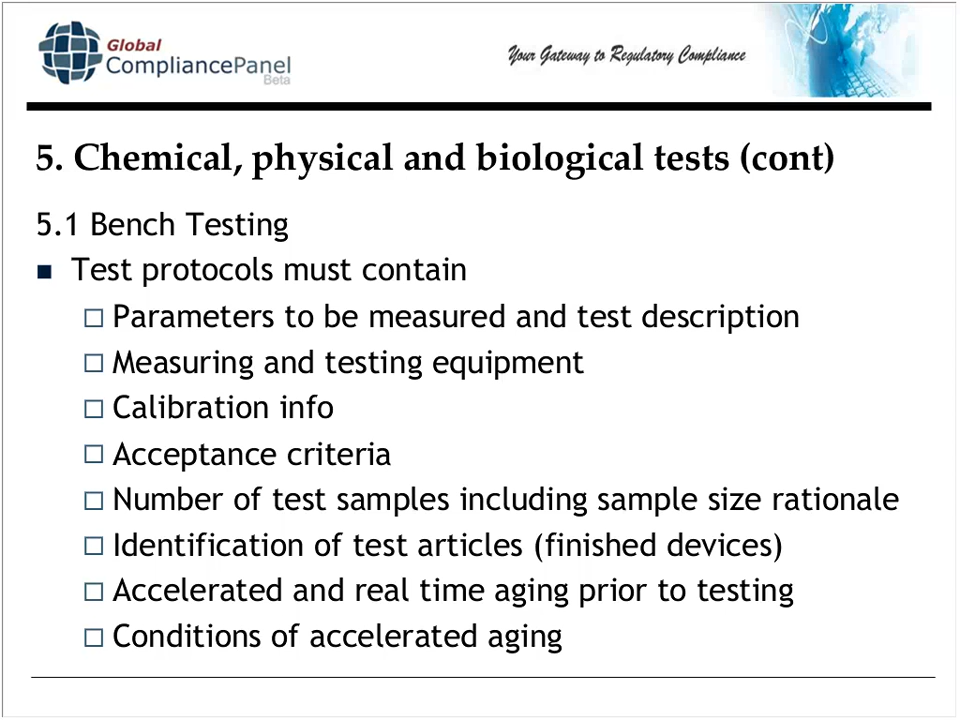 Global
CompliancePanel
Beta
Your Gateway to Regulatory Compliance
5. Chemical, physical and biological tests (cont)
5.1 Bench Testing
Test protocols must contain
Parameters to be measured and test description
Measuring and testing equipment
Calibration info
Acceptance criteria
Number of test samples including sample size rationale
Identification of test articles (finished devices)
Accelerated and real time aging prior to testing
Conditions of accelerated aging